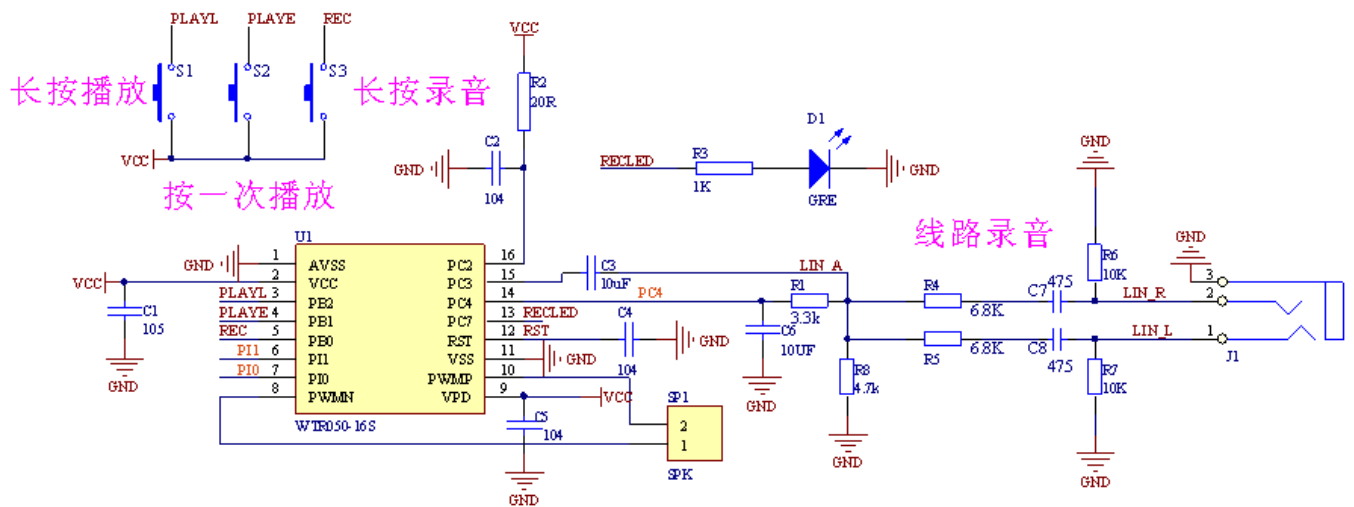 PLAYL PLAYE REC
VCC
S1 S2 S3
长按播放 长按录音
R2
20R
VCC
按一次播放
C2
GND
104
D1
RECLED R3
1K
GRE
GND
线路录音
GND
R6
10K
GND
U1
GND 1 AVSS PC2 16
VCC 2 VCC PC3 15
PLAYL 3 PB2 PC4 14
PLAYE 4 PB1 PC7 13 RECLED
REC 5 PB0 RST 12 RST
PI1 6 PI1 VSS 11 GND
PI0 7 PI0 PWMP 10
8 PWMN VPD 9 VCC
WTR050-16S
C1
105
GND
C3
10uF
LIN_A
PC4
R1
3.3k
C4
104
GND
C6
10UF
GND
R4
6.8K
C7
475
LIN_R
R5
6.8K
C8
475
LIN_L
3
2
1
J1
R8
4.7k
GND
R7
10K
GND
C5
104
GND
SP1
2
1
SPK